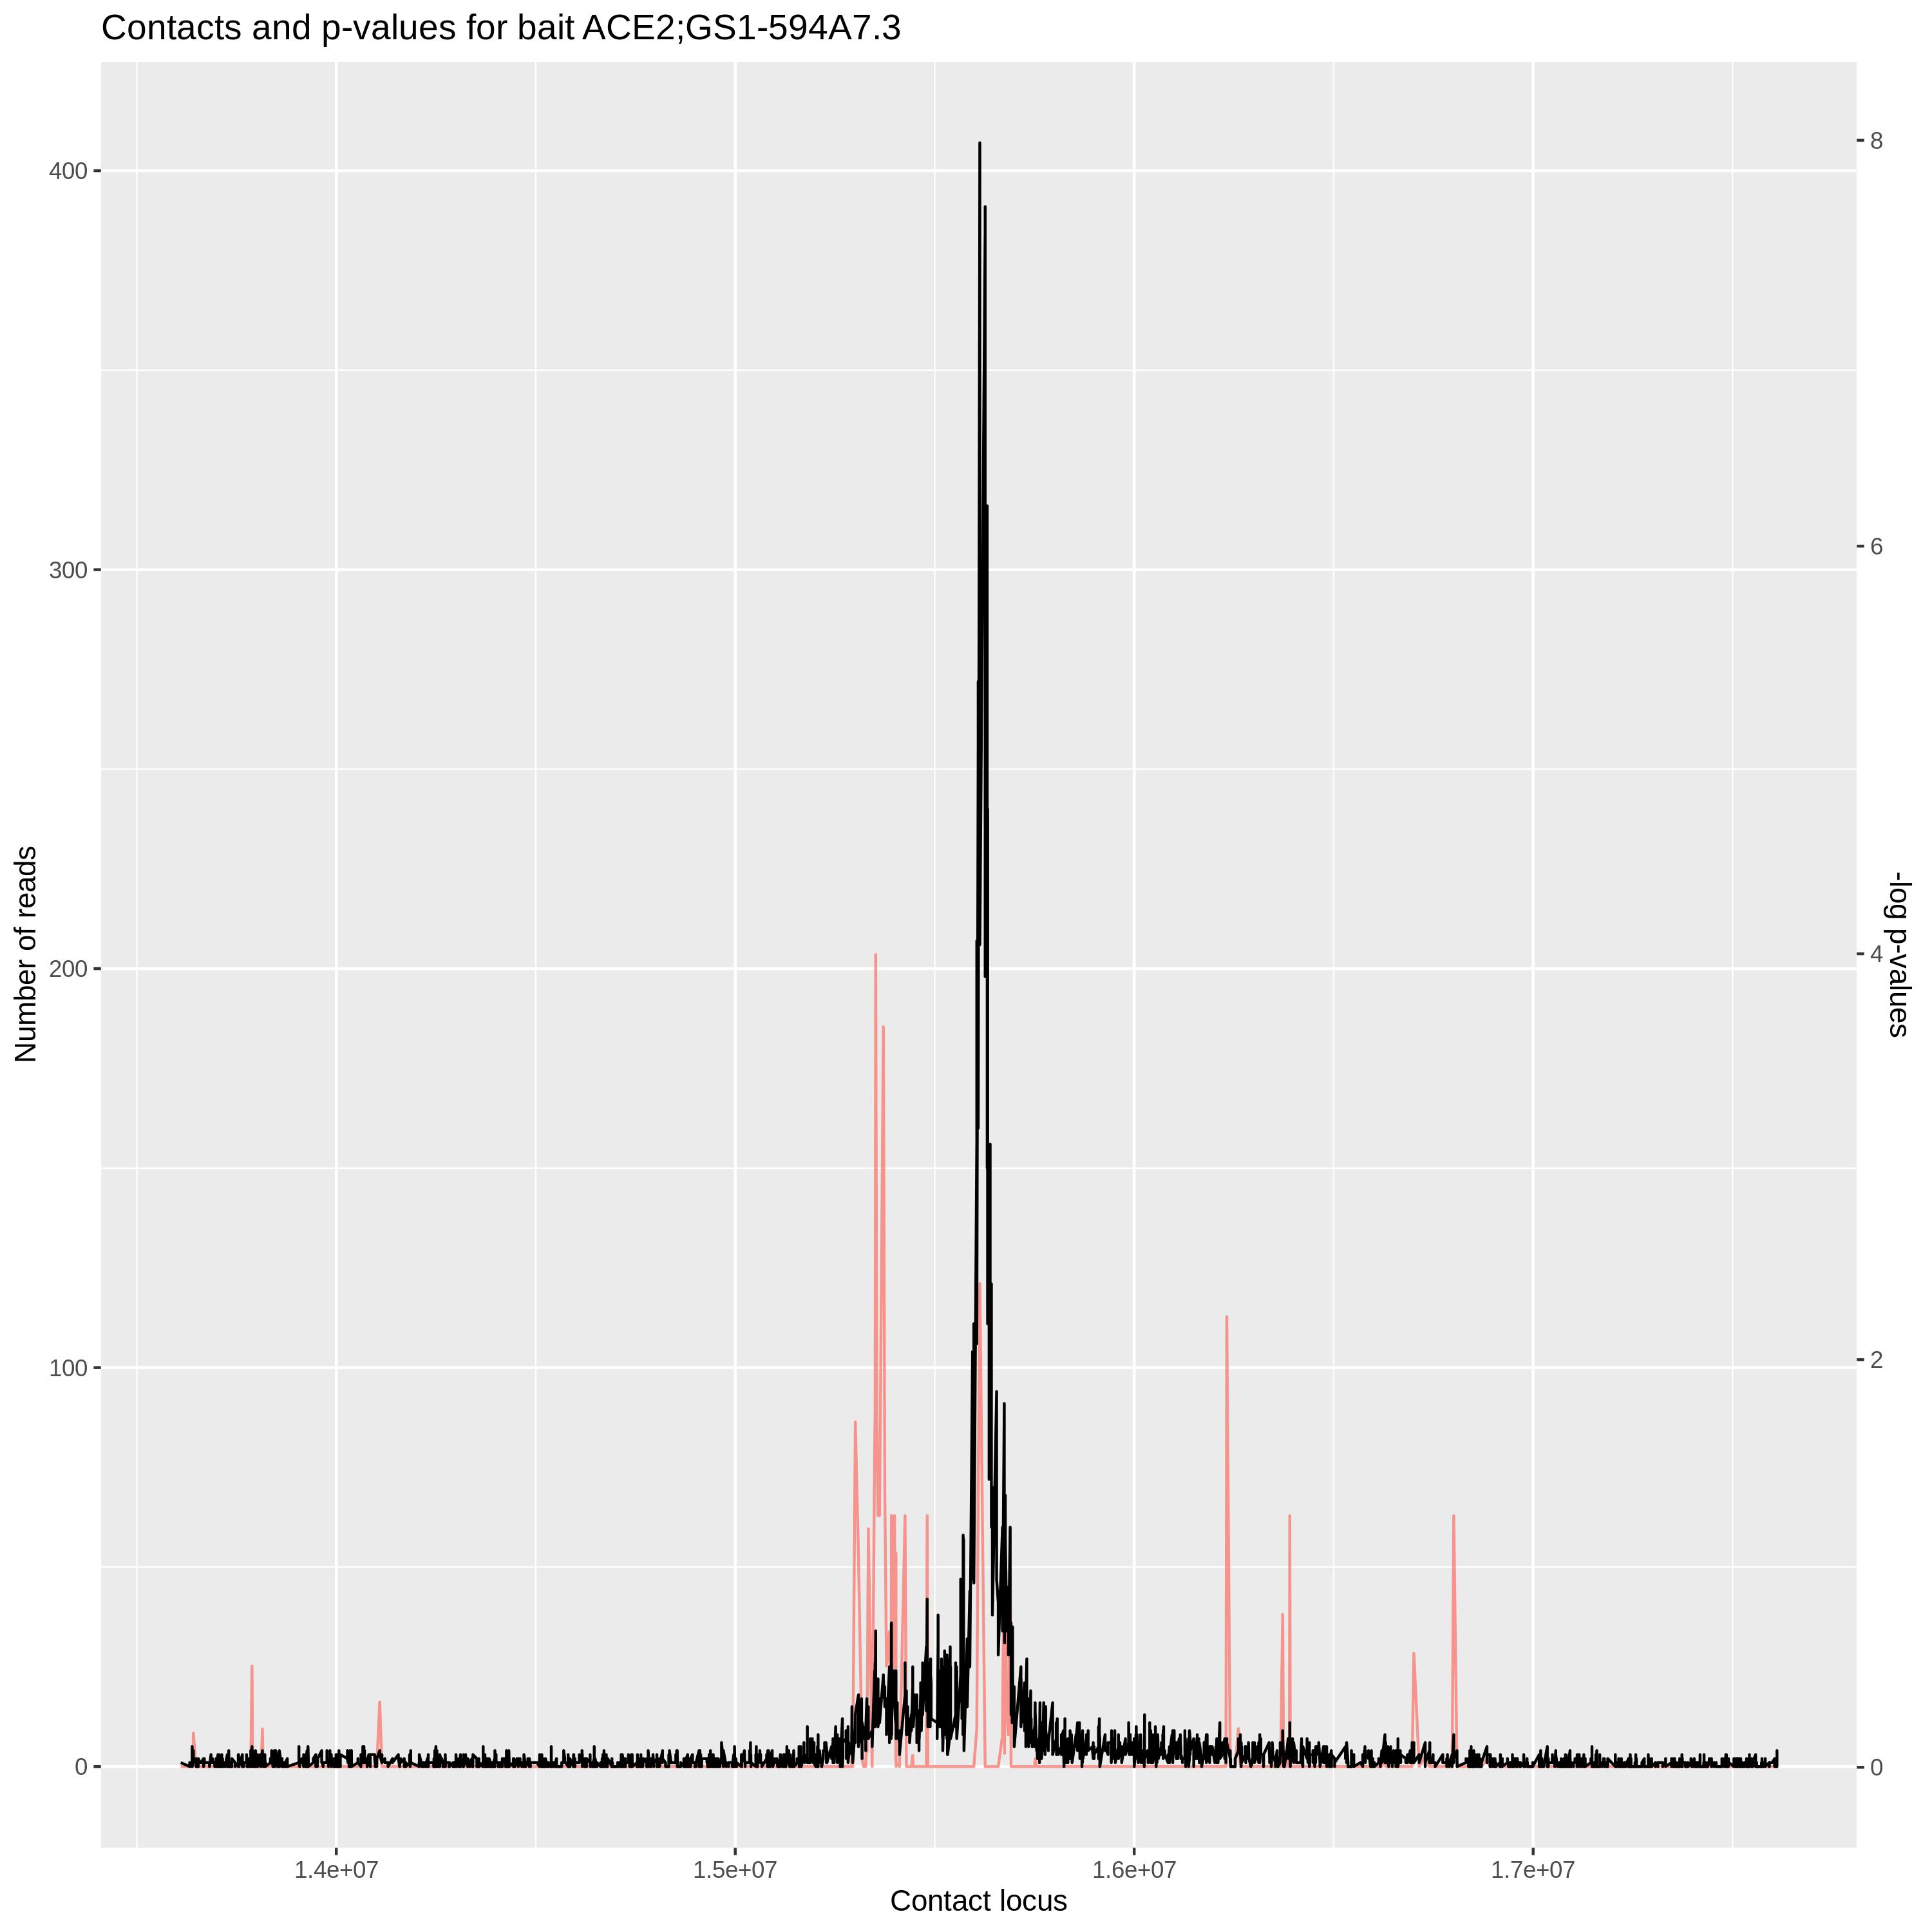 Contacts and p-values for bait ACE2;GS1-594A7.3
400
300
200
100
0
Number of reads
8
6
4
2
0
-log p-values
1.4e+07
1.5e+07
1.6e+07
1.7e+07
Contact locus